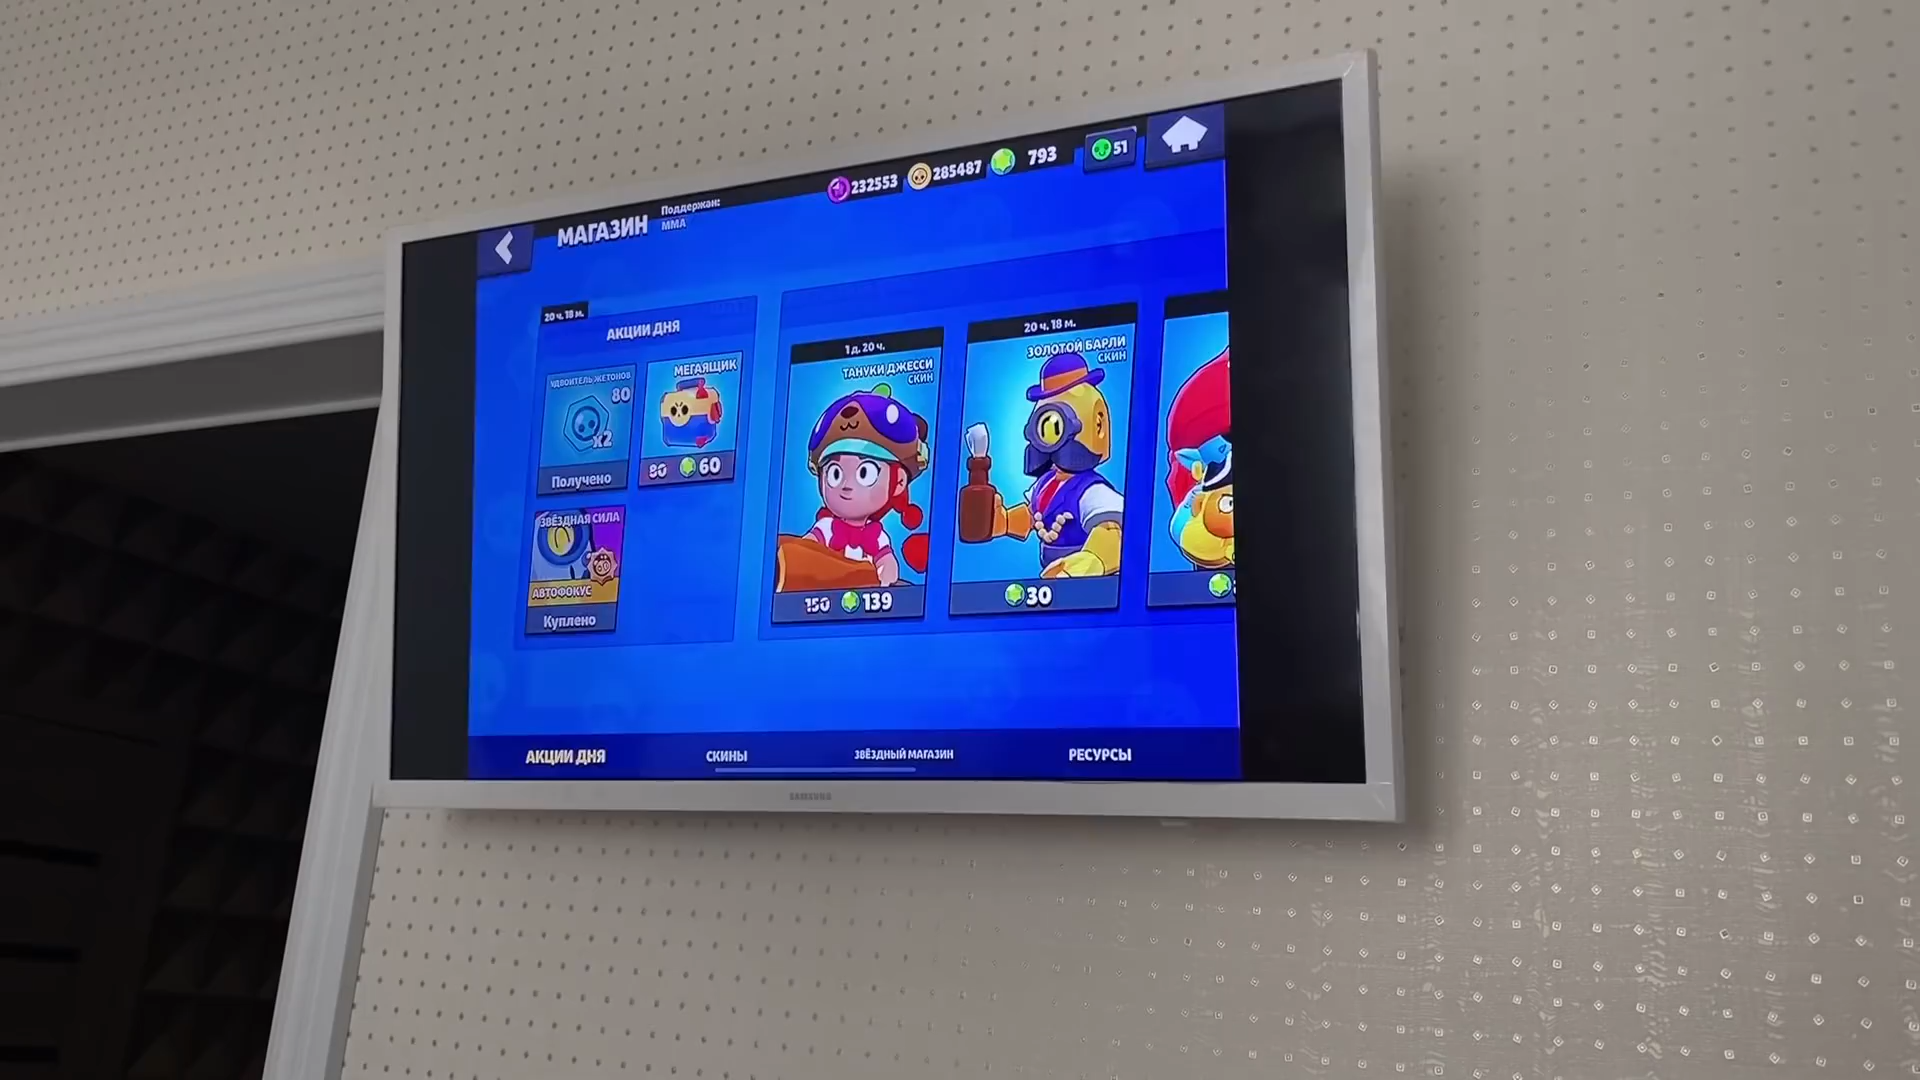 232553
285487
793
51
МАГАЗИН
Поддержан:
MMA
20 ч. 18 м.
АКЦИИ ДНЯ
УДВОИТЕЛЬ ЖЕТОНОВ
80
x2
Получено
МЕГАЯЩИК
80 60
ЗВЁЗДНАЯ СИЛА
АВТОФОКУС
Куплено
1 д. 20 ч.
ТАНУКИ ДЖЕССИ
СКИН
150 139
20 ч. 18 м.
ЗОЛОТОЙ БАРЛИ
СКИН
30
АКЦИИ ДНЯ
СКИНЫ
ЗВЁЗДНЫЙ МАГАЗИН
РЕСУРСЫ
SAMSUNG